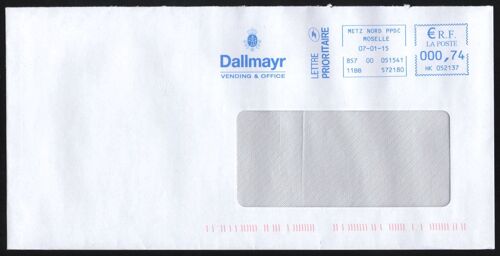 Dallmayr
VENDING & OFFICE
LETTRE
PRIORITAIRE
METZ NORD PPDC
MOSELLE
07-01-15
857 00 051541
1188 572180
€ R.F.
LA POSTE
000,74
HK 052137